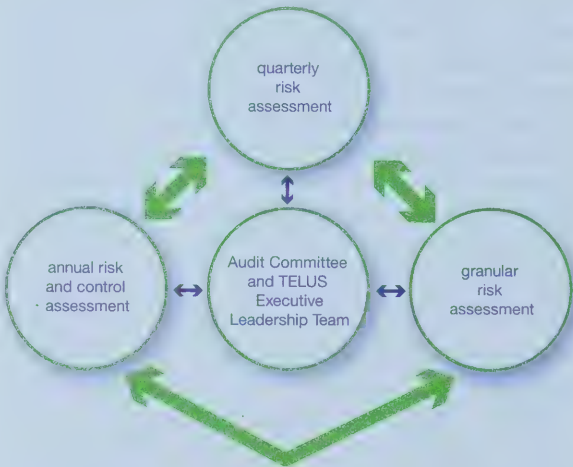 quarterly
risk
assessment
annual risk
and control
assessment
Audit Committee
and TELUS
Executive
Leadership Team
granular
risk
assessment